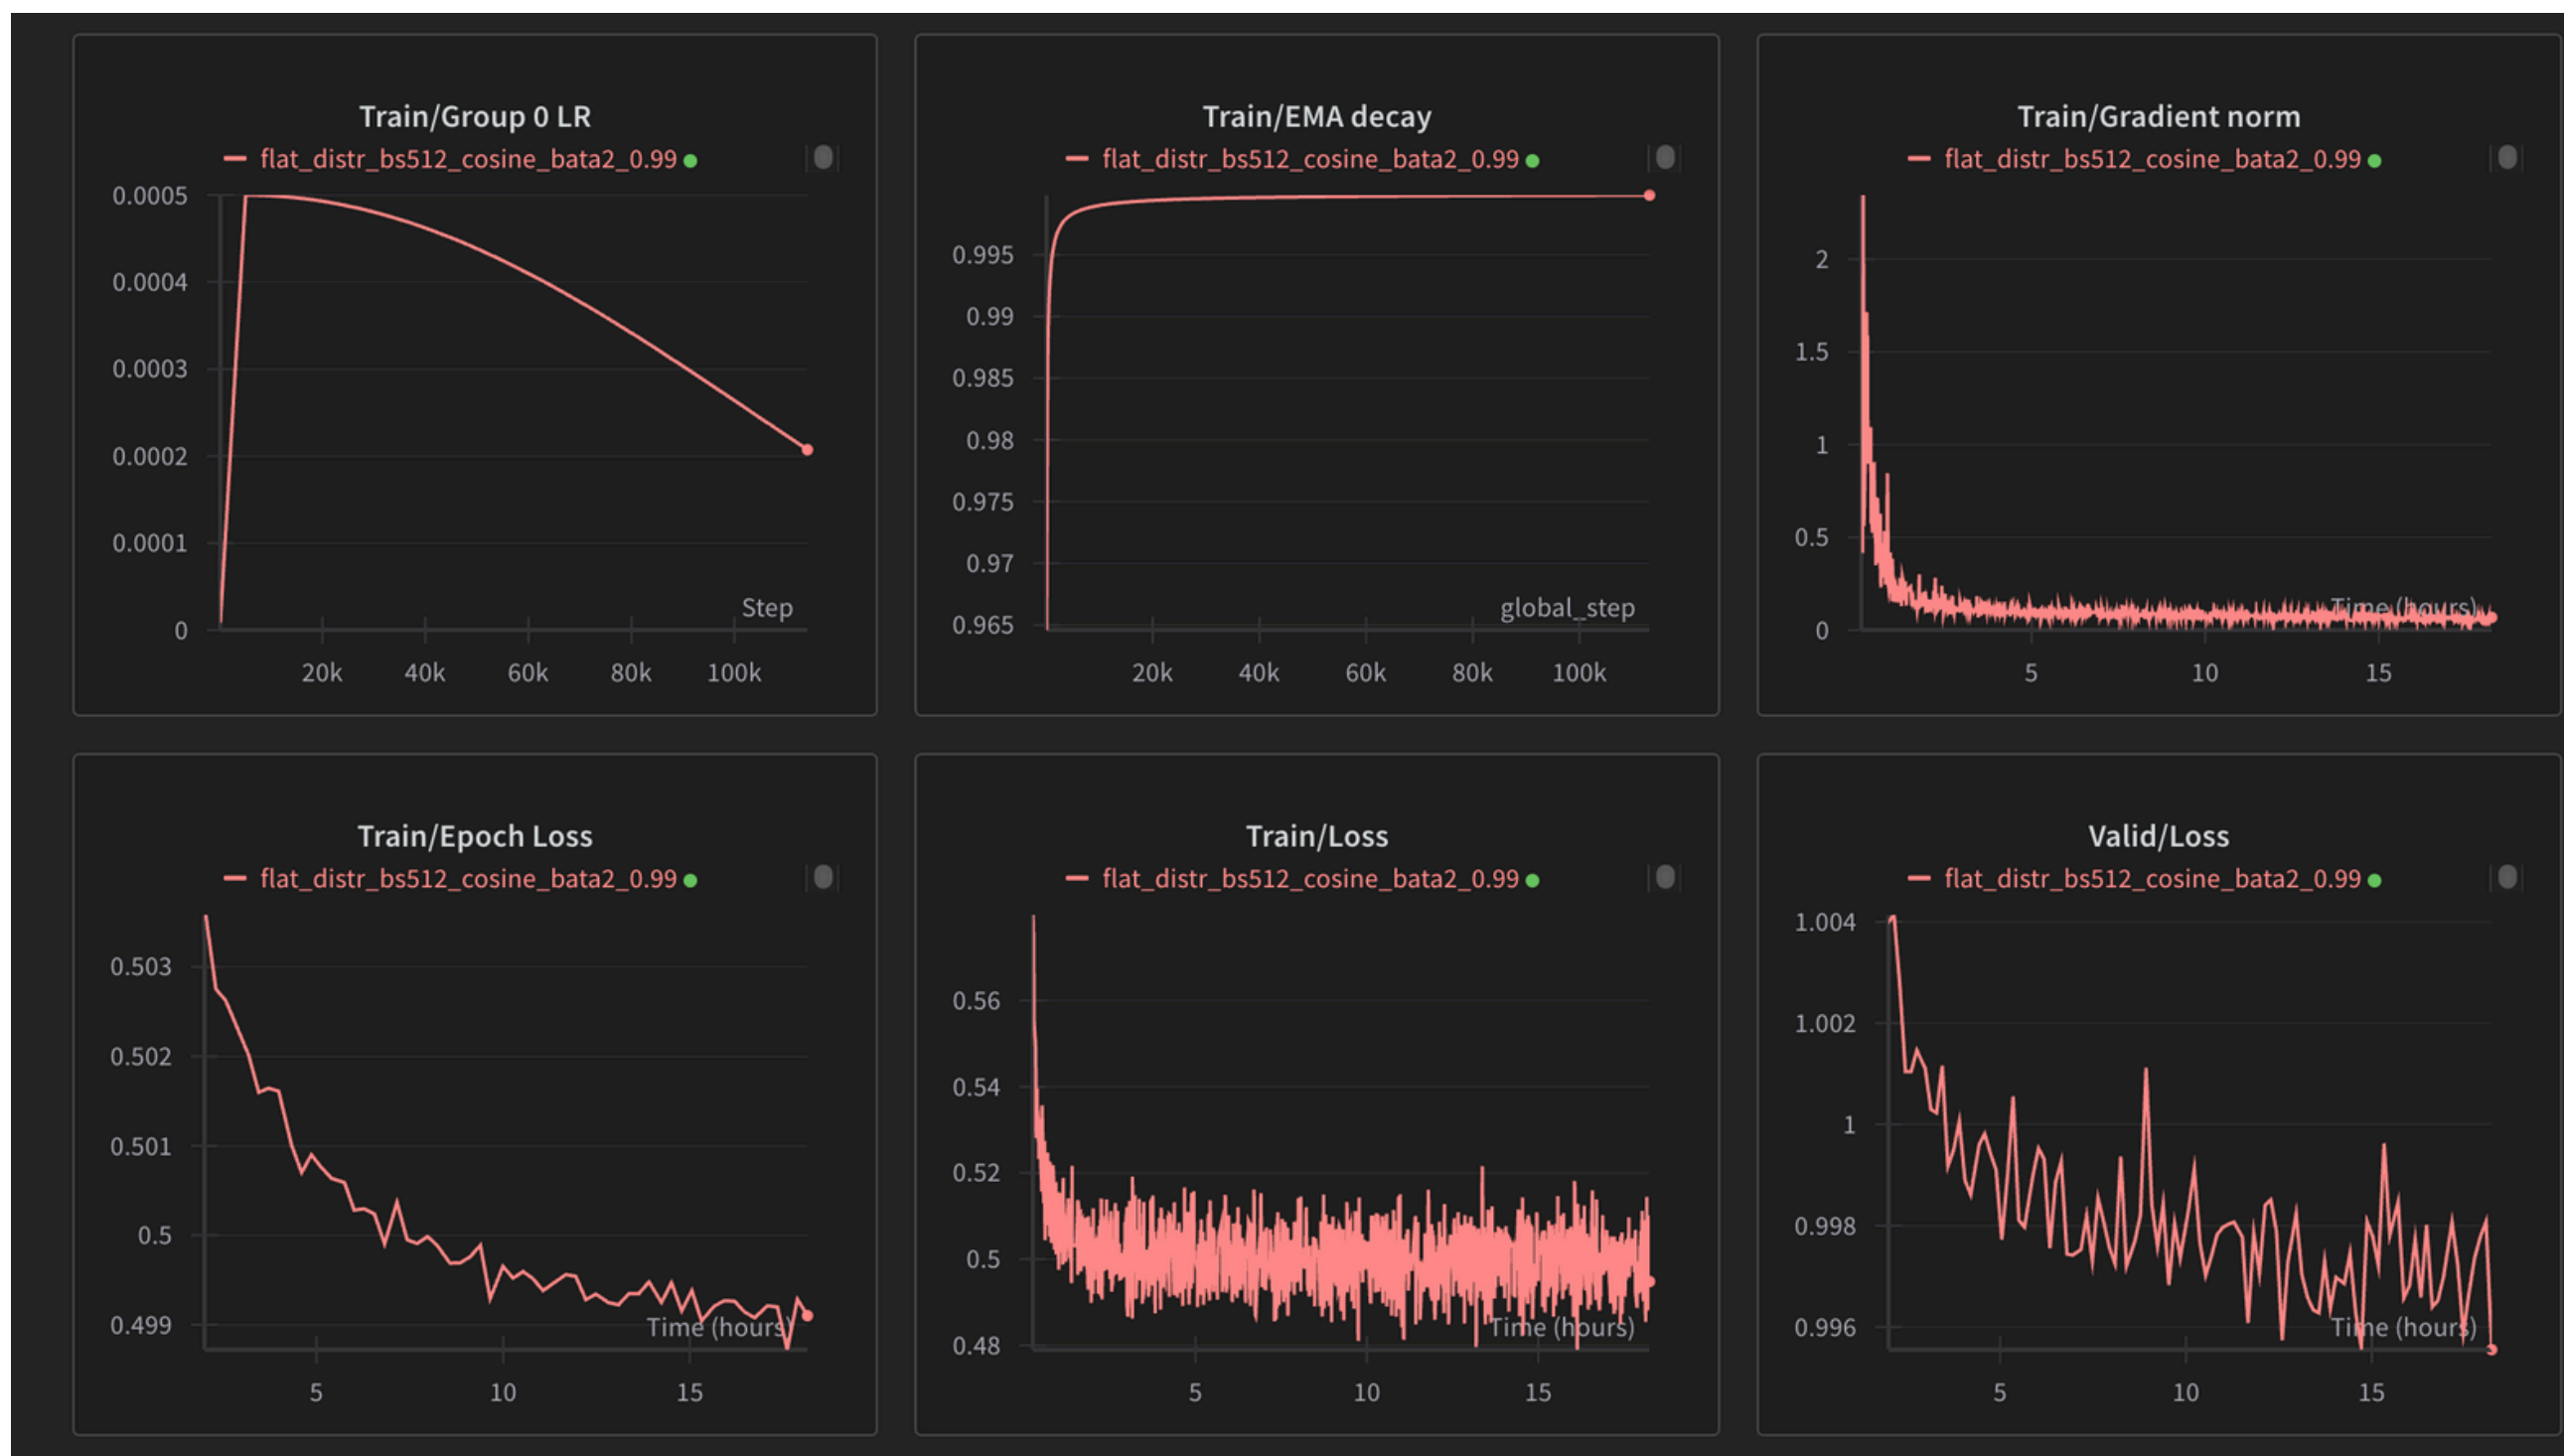 Train/Group 0 LR
flat_distr_bs512_cosine_bata2_0.99
0.0005
0.0004
0.0003
0.0002
0.0001
0
Step
20k 40k 60k 80k 100k
Train/EMA decay
flat_distr_bs512_cosine_bata2_0.99
0.995
0.99
0.985
0.98
0.975
0.97
0.965
global_step
20k 40k 60k 80k 100k
Train/Gradient norm
flat_distr_bs512_cosine_bata2_0.99
2
1.5
1
0.5
0
Time (hours)
5 10 15
Train/Epoch Loss
flat_distr_bs512_cosine_bata2_0.99
0.503
0.502
0.501
0.5
0.499
Time (hours)
5 10 15
Train/Loss
flat_distr_bs512_cosine_bata2_0.99
0.56
0.54
0.52
0.5
0.48
Time (hours)
5 10 15
Valid/Loss
flat_distr_bs512_cosine_bata2_0.99
1.004
1.002
1
0.998
0.996
Time (hours)
5 10 15